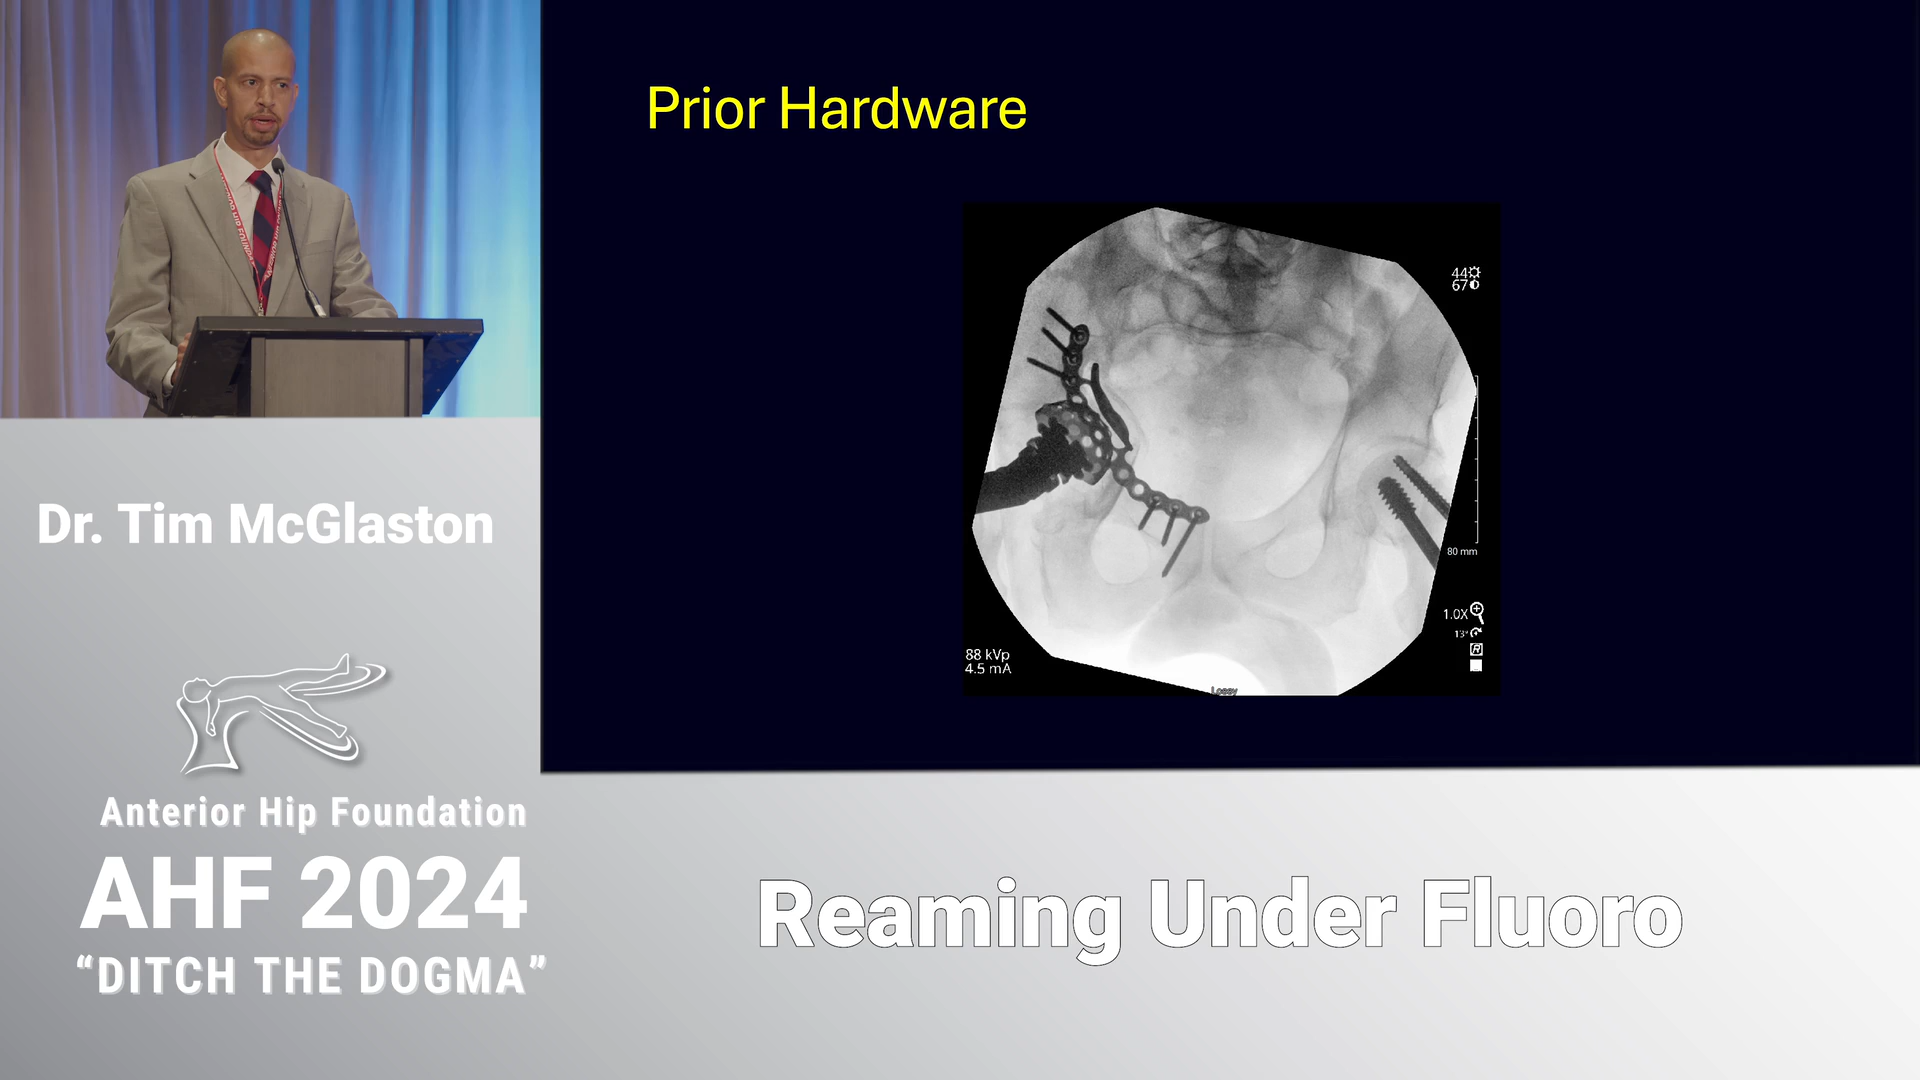 Prior Hardware
44
67
80 mm
1.0X
13°
R
88 kVp
4.5 mA
Lossy
Dr. Tim McGlaston
Anterior Hip Foundation
AHF 2024
“DITCH THE DOGMA”
Reaming Under Fluoro